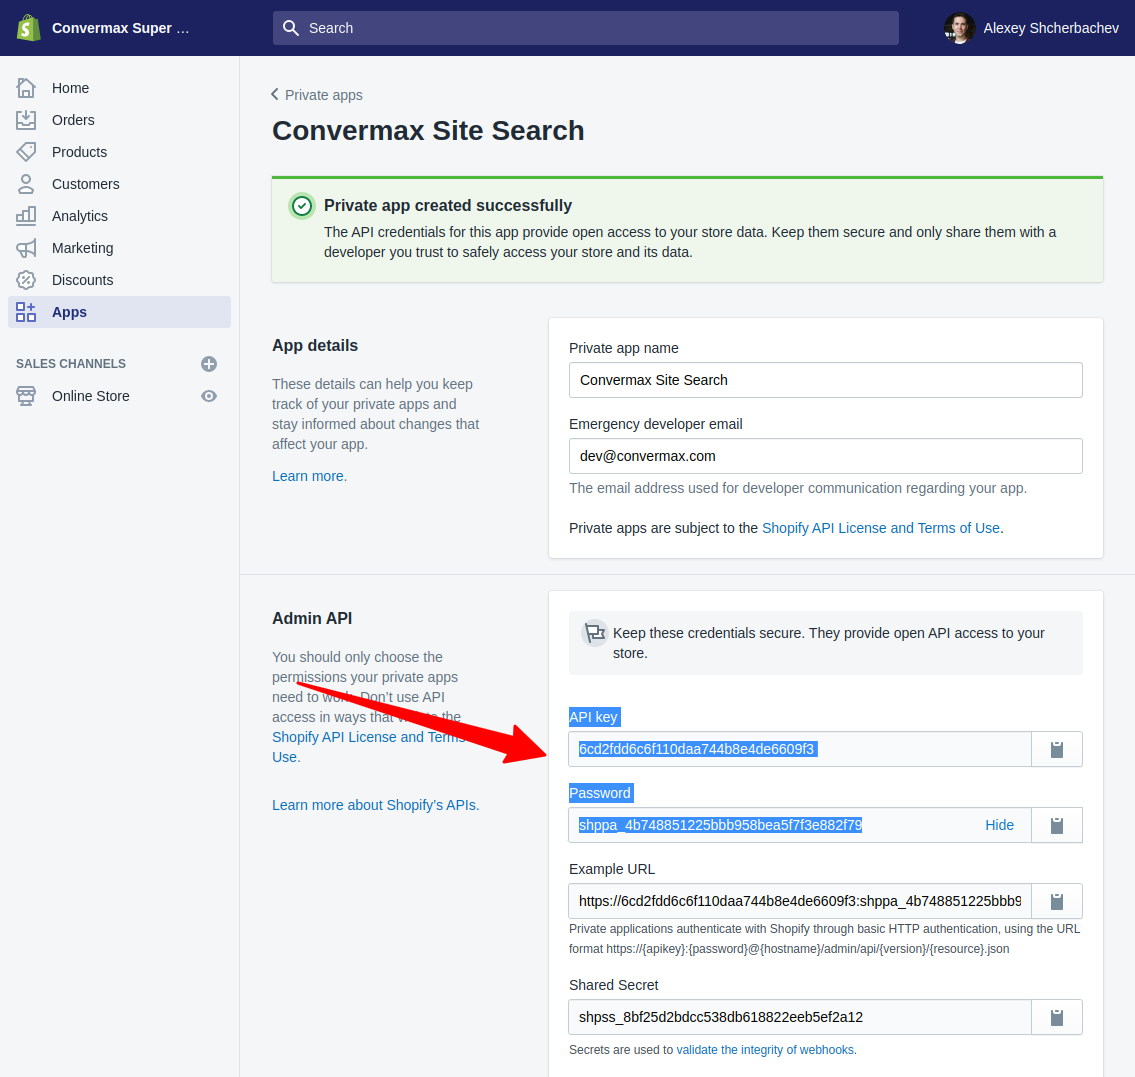 Convermax Super …
Search
Alexey Shcherbachev
Home
Orders
Products
Customers
Analytics
Marketing
Discounts
Apps
SALES CHANNELS
Online Store
Private apps
Convermax Site Search
Private app created successfully
The API credentials for this app provide open access to your store data. Keep them secure and only share them with a
developer you trust to safely access your store and its data.
App details
These details can help you keep
track of your private apps and
stay informed about changes that
affect your app.
Learn more.
Private app name
Convermax Site Search
Emergency developer email
dev@convermax.com
The email address used for developer communication regarding your app.
Private apps are subject to the Shopify API License and Terms of Use.
Admin API
You should only choose the
permissions your private apps
need to work. Don’t use API
access in ways that the
Shopify API License and Terms
Use.
Learn more about Shopify’s APIs.
Keep these credentials secure. They provide open API access to your
store.
API key
6cd2fdd6c6f110daa744b8e4de6609f3
Password
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
Hide
Example URL
https://6cd2fdd6c6f110daa744b8e4de6609f3:shppa_4b748851225bbb9
Private applications authenticate with Shopify through basic HTTP authentication, using the URL
format https://{apikey}:{password}@{hostname}/admin/api/{version}/{resource}.json
Shared Secret
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
Secrets are used to validate the integrity of webhooks.